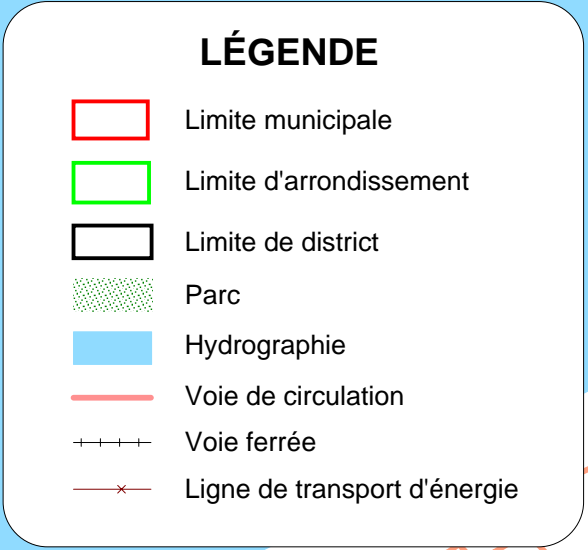 LÉGENDE
Limite municipale
Limite d'arrondissement
Limite de district
Parc
Hydrographie
Voie de circulation
Voie ferrée
Ligne de transport d'énergie